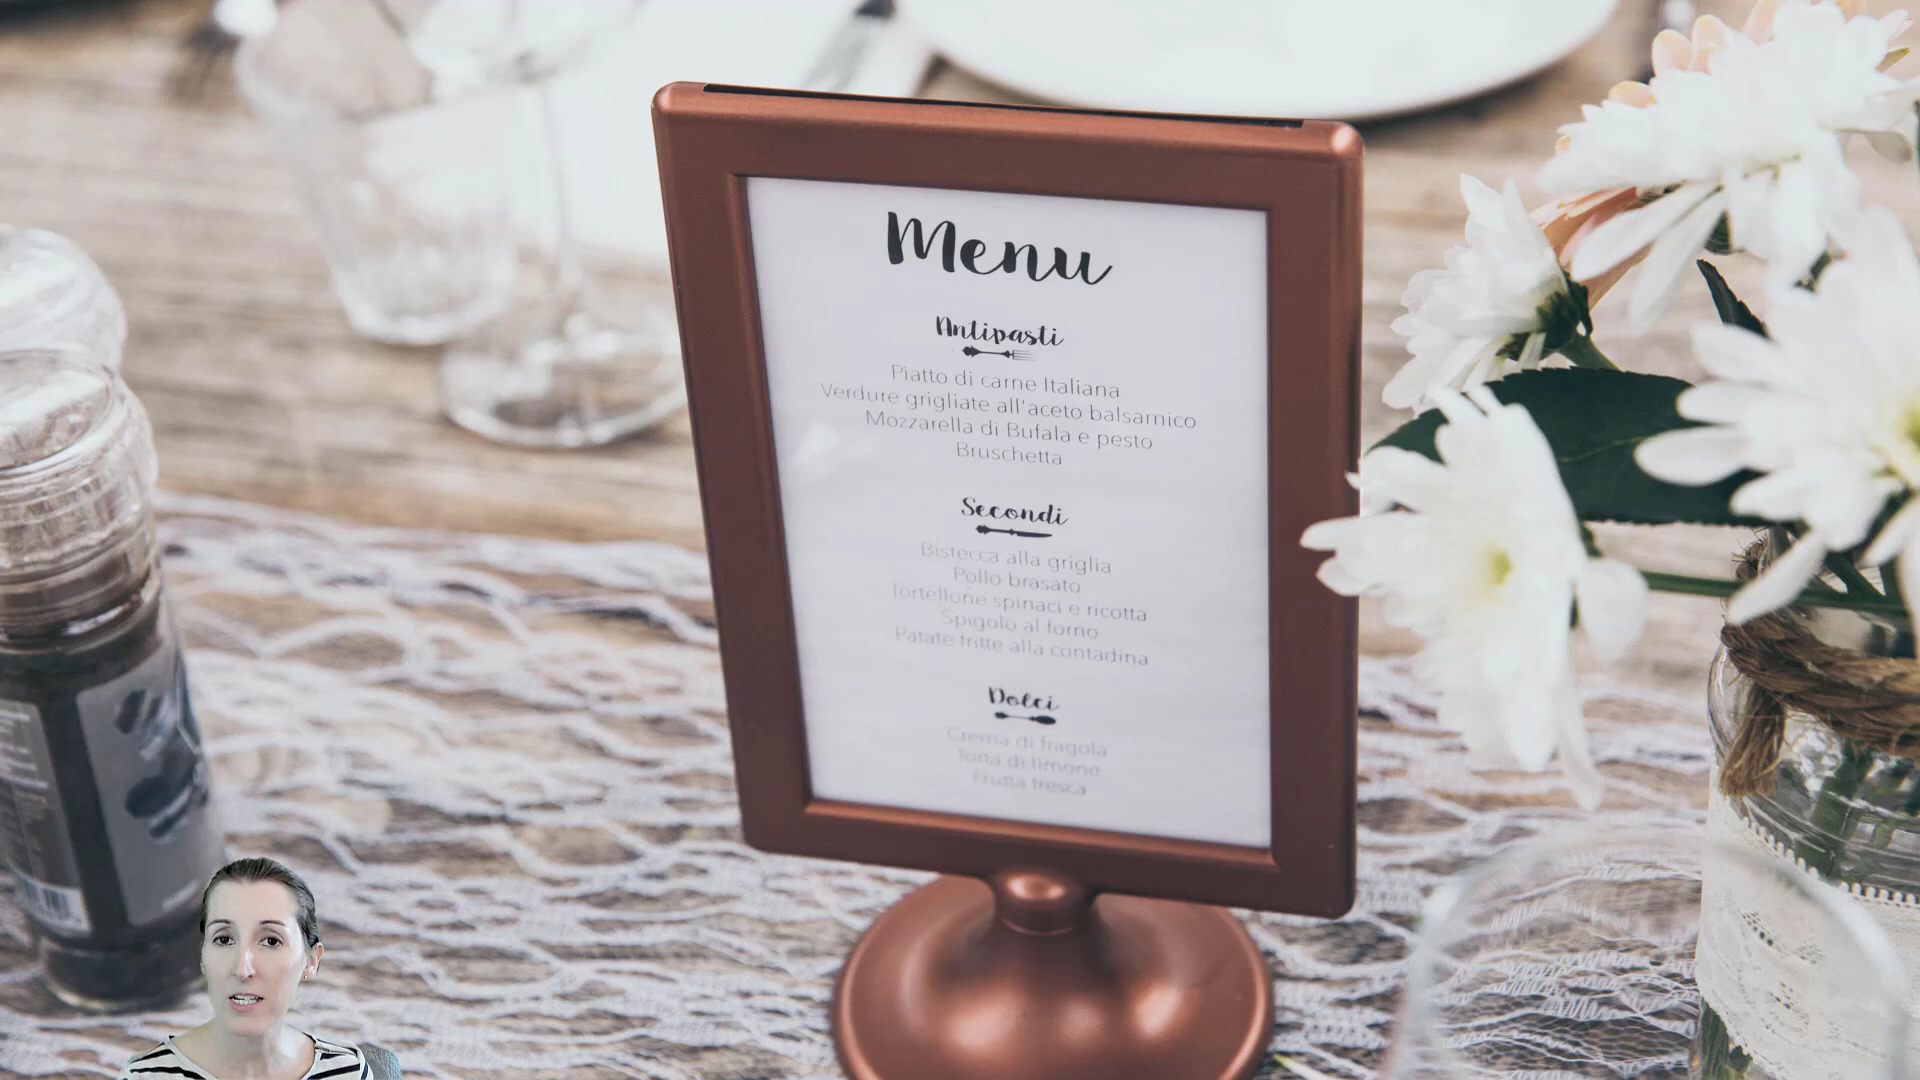 Menu
Antipasti
Piatto di carne Italiana
Verdure grigliate all'aceto balsamico
Mozzarella di Bufala e pesto
Bruschetta
Secondi
Bistecca alla griglia
Pollo brasato
Tortellone spinaci e ricotta
Spigolo al forno
Patate fritte alla contadina
Dolci
Crema di fragola
Torta di limone
Frutta fresca